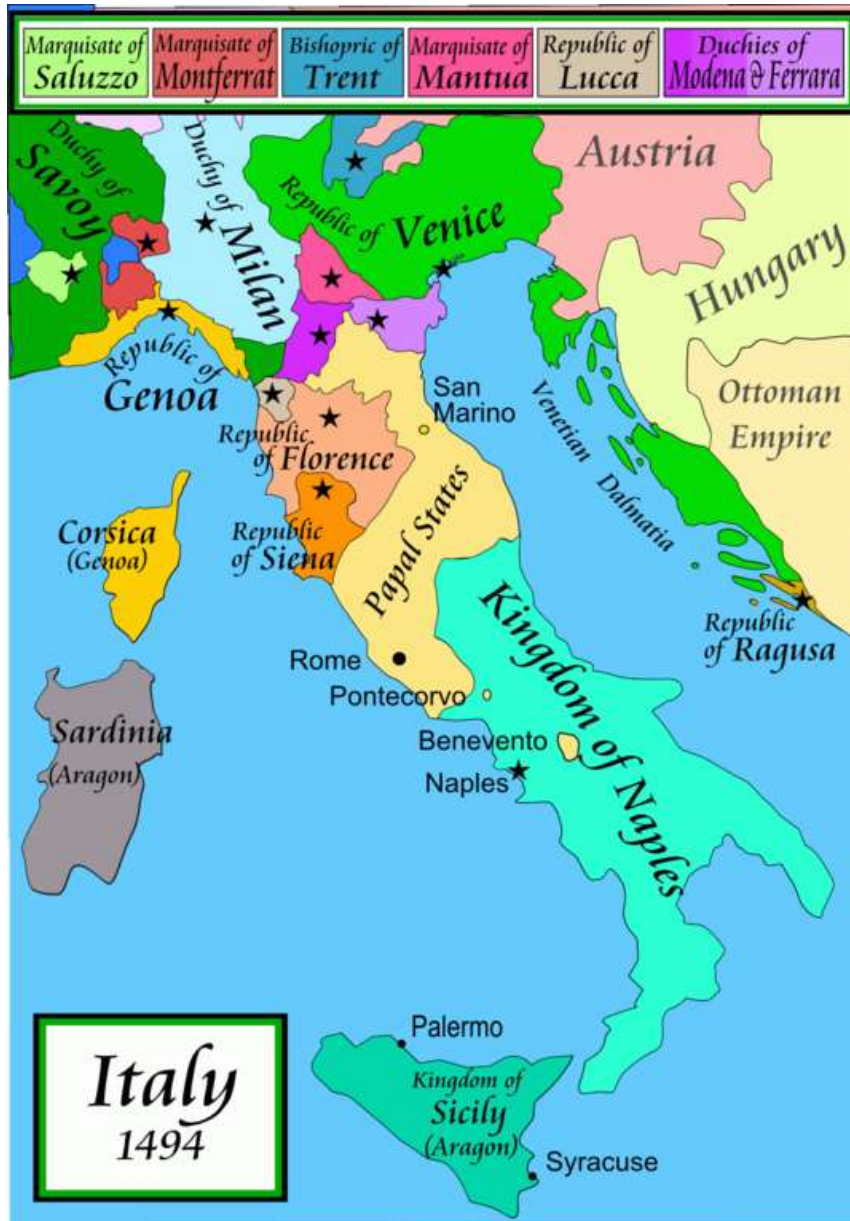 Marquisate of
Saluzzo
Marquisate of
Montferrat
Bishopric of
Trent
Marquisate of
Mantua
Republic of
Lucca
Duchies of
Modena & Ferrara
Duchy of
Savoy
Duchy of
Milan
Republic of
Venice
Austria
Hungary
Republic of
Genoa
San
Marino
Ottoman
Empire
Venetian
Dalmatia
Republic
of Florence
Republic
of Siena
Corsica
(Genoa)
Papal States
Republic
of Ragusa
Rome
Pontecorvo
Sardinia
(Aragon)
Benevento
Naples
Kingdom of Naples
Palermo
Kingdom of
Sicily
(Aragon)
Syracuse
Italy
1494